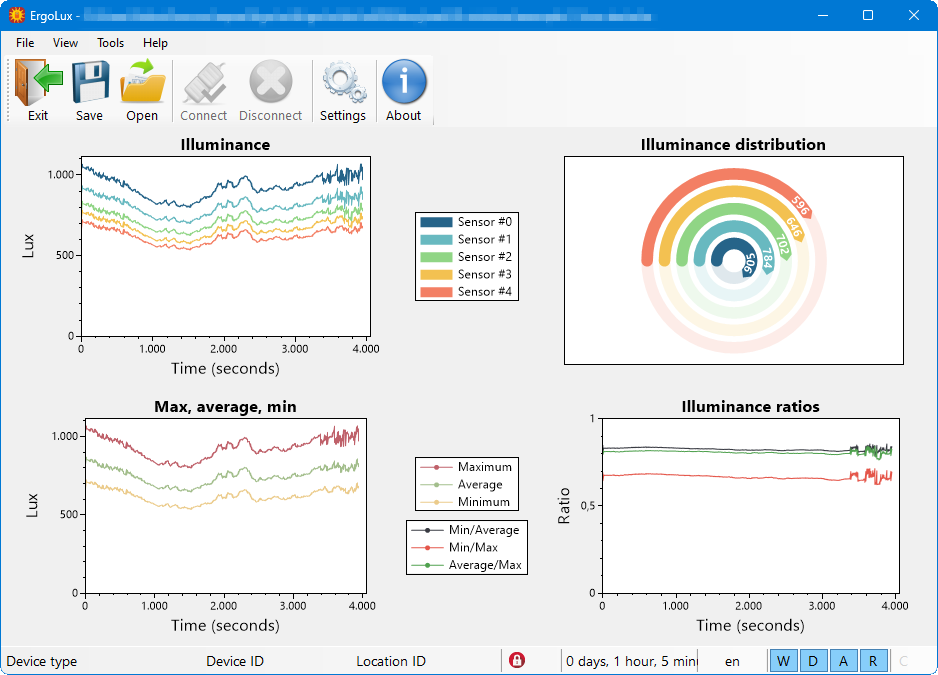 ErgoLux -
File View Tools Help
Exit Save Open Connect Disconnect Settings About
Illuminance
Lux
1.000
500
0
0 1.000 2.000 3.000 4.000
Time (seconds)
Sensor #0
Sensor #1
Sensor #2
Sensor #3
Sensor #4
Illuminance distribution
596
646
702
784
905
Max, average, min
Lux
1.000
500
0
0 1.000 2.000 3.000 4.000
Time (seconds)
Maximum
Average
Minimum
Min/Average
Min/Max
Average/Max
Illuminance ratios
Ratio
1
0,5
0
0 1.000 2.000 3.000 4.000
Time (seconds)
Device type Device ID Location ID 0 days, 1 hour, 5 min en W D A R C